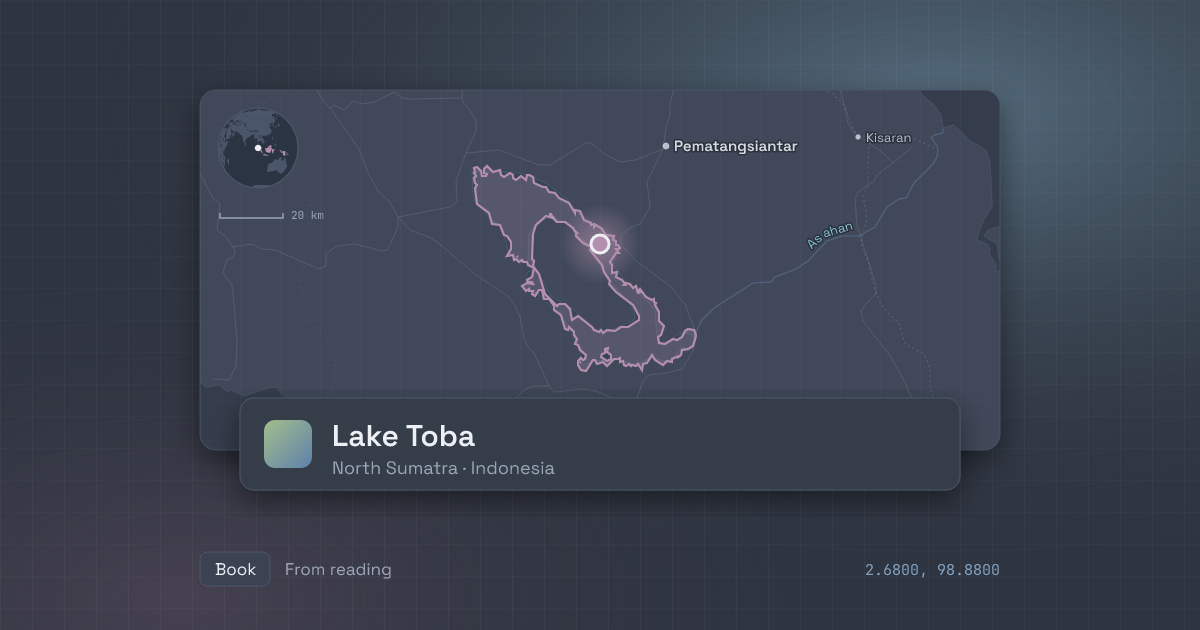 Kisaran
Pematangsiantar
20 km
Asahan
Lake Toba
North Sumatra · Indonesia
Book
From reading
2.6800, 98.8800